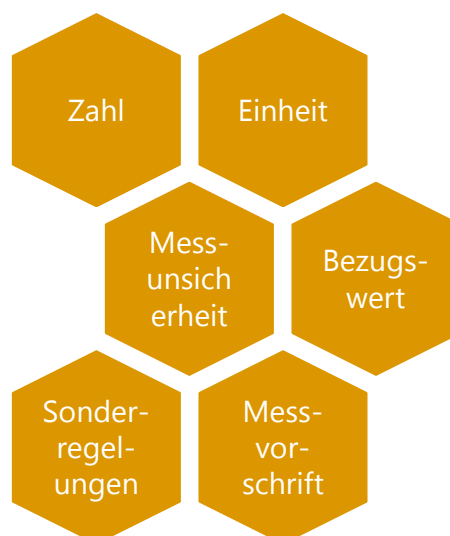 Zahl
Einheit
Mess-
unsich
erheit
Bezugs-
wert
Sonder-
regel-
ungen
Mess-
vor-
schrift